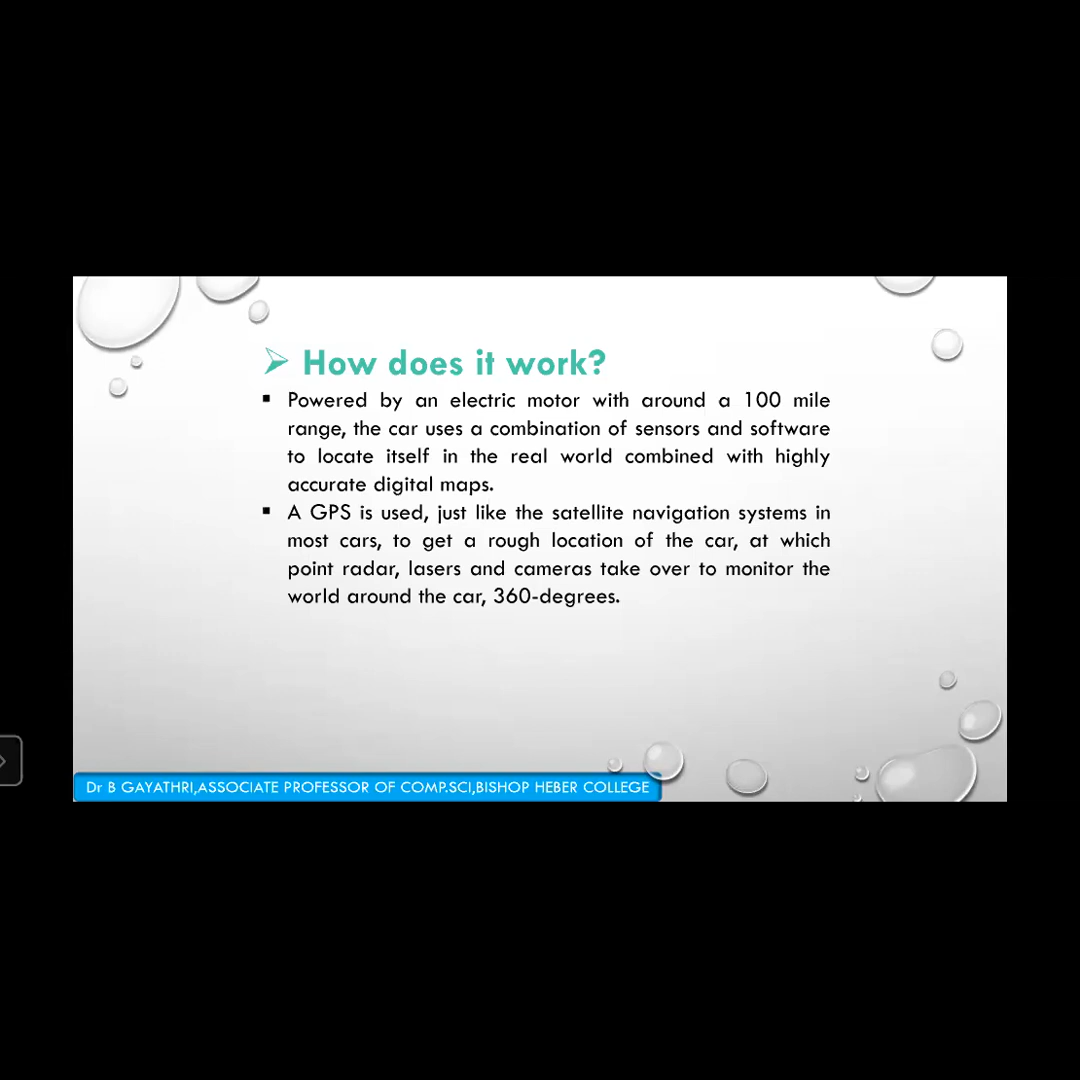 How does it work?
Powered by an electric motor with around a 100 mile
range, the car uses a combination of sensors and software
to locate itself in the real world combined with highly
accurate digital maps.
A GPS is used, just like the satellite navigation systems in
most cars, to get a rough location of the car, at which
point radar, lasers and cameras take over to monitor the
world around the car, 360-degrees.
Dr B GAYATHRI,ASSOCIATE PROFESSOR OF COMP.SCI,BISHOP HEBER COLLEGE